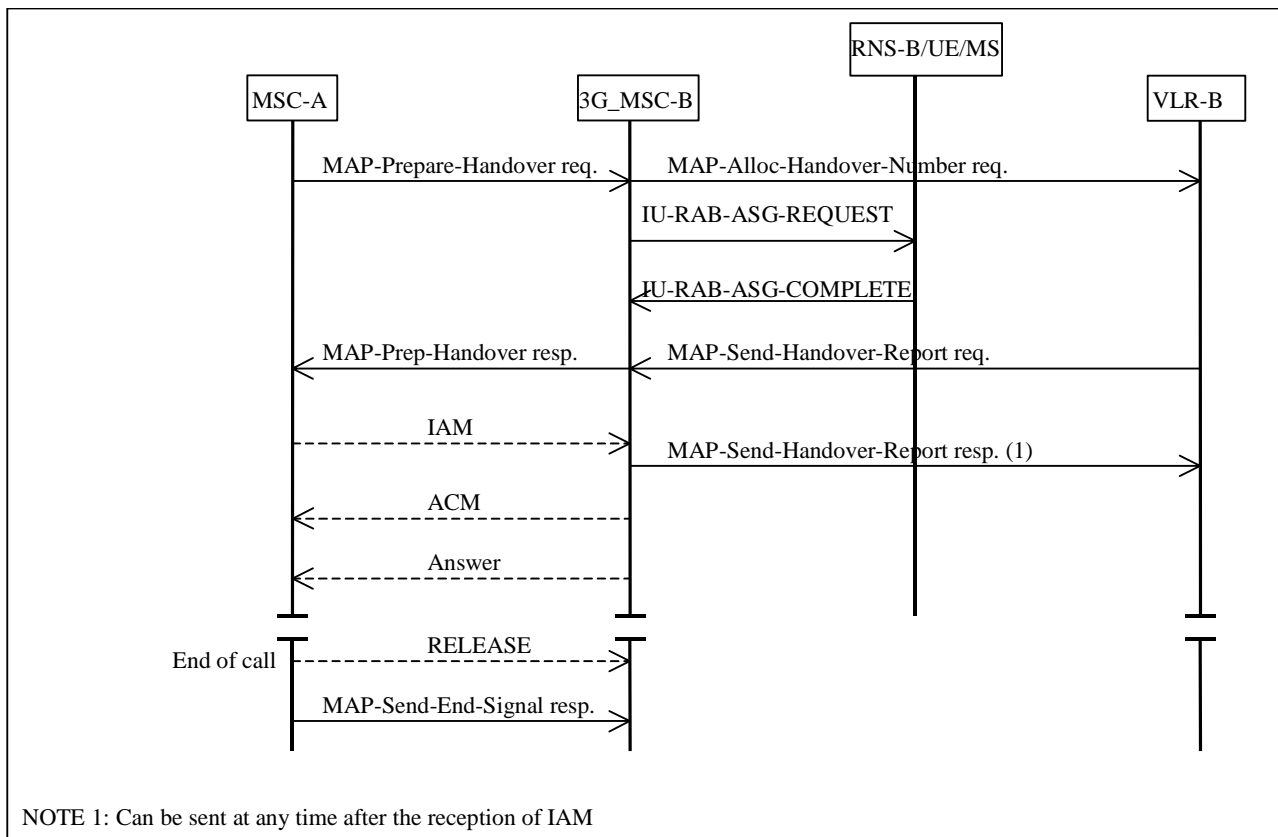 RNS-B/UE/MS
MSC-A
3G_MSC-B
VLR-B
MAP-Prepare-Handover req.
MAP-Alloc-Handover-Number req.
IU-RAB-ASG-REQUEST
IU-RAB-ASG-COMPLETE
MAP-Prep-Handover resp.
MAP-Send-Handover-Report req.
IAM
MAP-Send-Handover-Report resp. (1)
ACM
Answer
RELEASE
End of call
MAP-Send-End-Signal resp.
NOTE 1: Can be sent at any time after the reception of IAM